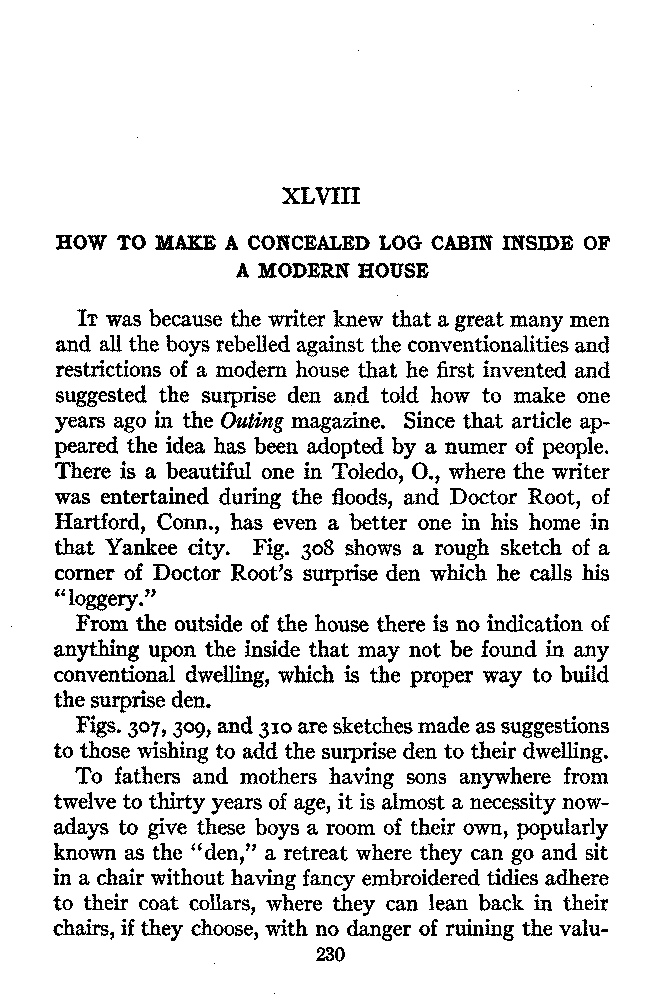 XLVIII
HOW TO MAKE A CONCEALED LOG CABIN INSIDE OF
A MODERN HOUSE
IT was because the writer knew that a great many men
and all the boys rebelled against the conventionalities and
restrictions of a modern house that he first invented and
suggested the surprise den and told how to make one
years ago in the Outing magazine. Since that article ap-
peared the idea has been adopted by a numer of people.
There is a beautiful one in Toledo, O., where the writer
was entertained during the floods, and Doctor Root, of
Hartford, Conn., has even a better one in his home in
that Yankee city. Fig. 308 shows a rough sketch of a
corner of Doctor Root's surprise den which he calls his
"loggery."
From the outside of the house there is no indication of
anything upon the inside that may not be found in any
conventional dwelling, which is the proper way to build
the surprise den.
Figs. 307, 309, and 310 are sketches made as suggestions
to those wishing to add the surprise den to their dwelling.
To fathers and mothers having sons anywhere from
twelve to thirty years of age, it is almost a necessity now-
adays to give these boys a room of their own, popularly
known as the "den," a retreat where they can go and sit
in a chair without having fancy embroidered tidies adhere
to their coat collars, where they can lean back in their
chairs, if they choose, with no danger of ruining the valu-
230